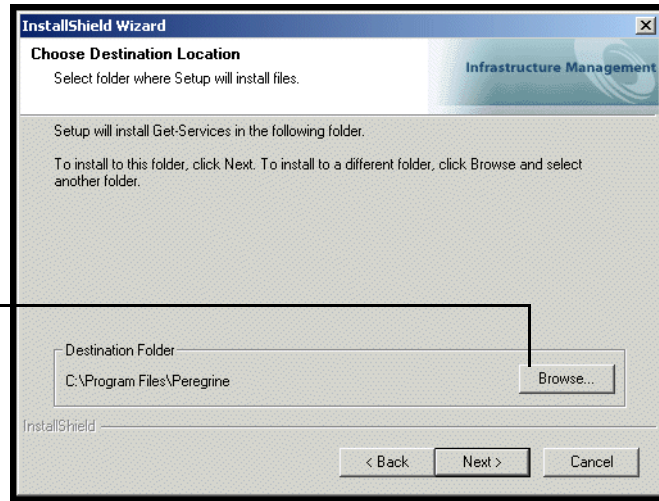 InstallShield Wizard
Choose Destination Location
Select folder where Setup will install files.
Infrastructure Management
Setup will install Get-Services in the following folder.
To install to this folder, click Next. To install to a different folder, click Browse and select
another folder.
Destination Folder
C:\Program Files\Peregrine
Browse...
InstallShield
< Back
Next >
Cancel